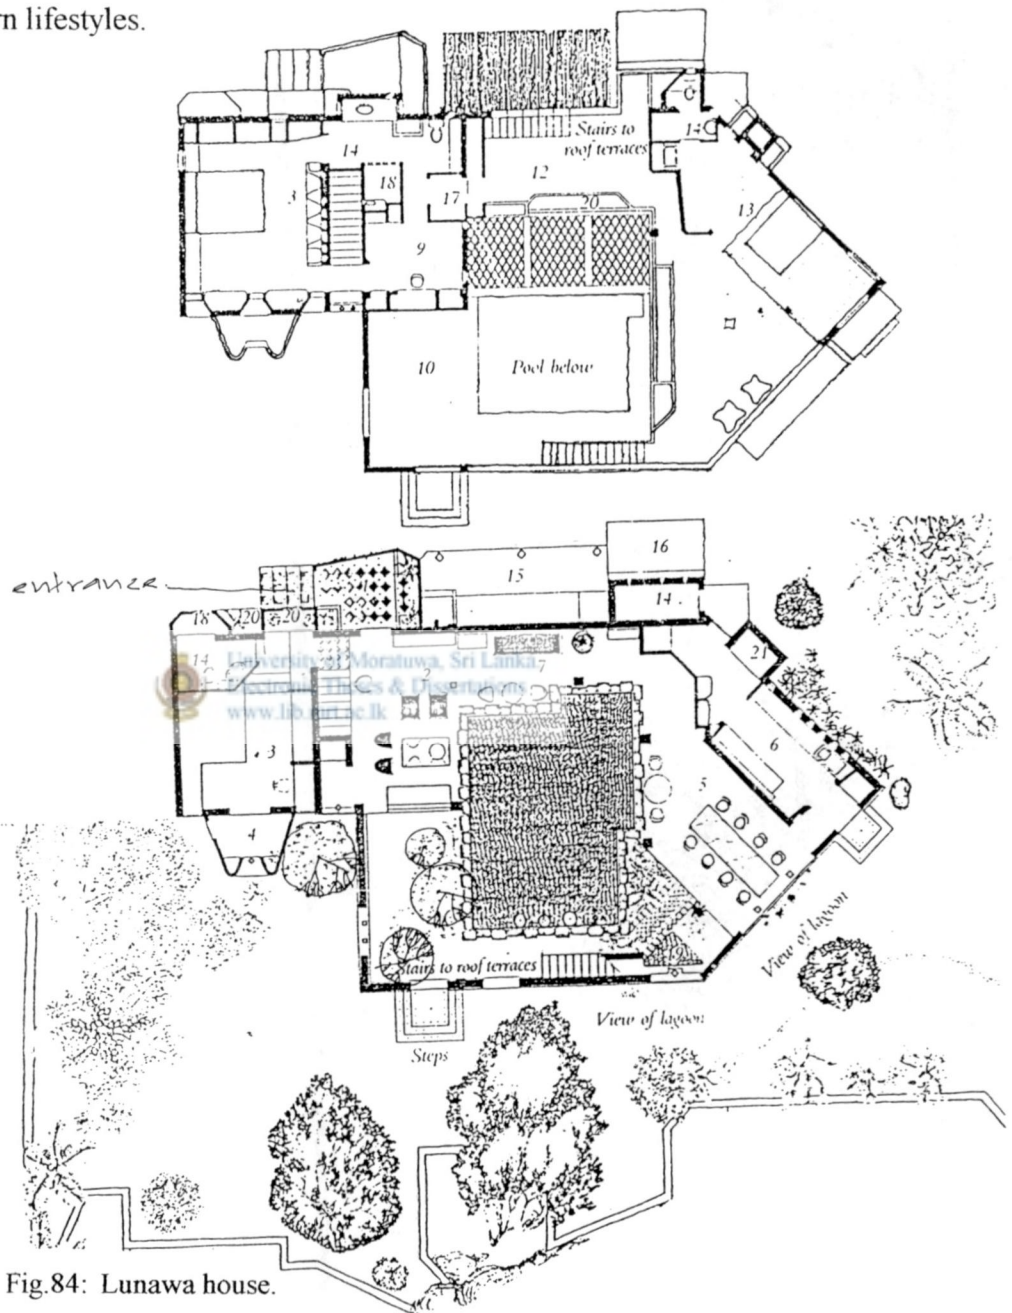 rn lifestyles.
Stairs to
roof terraces
14
14
12
18
3
17
20
13
9
10
Pool below
entrance
16
15
14
18
20
20
21
14
University of Moratuwa, Sri Lanka.
Electronic Theses & Dissertations
www.lib.mrt.ac.lk
2
7
3
6
5
4
View of lagoon
Stairs to roof terraces
View of lagoon
Steps
Fig.84: Lunawa house.